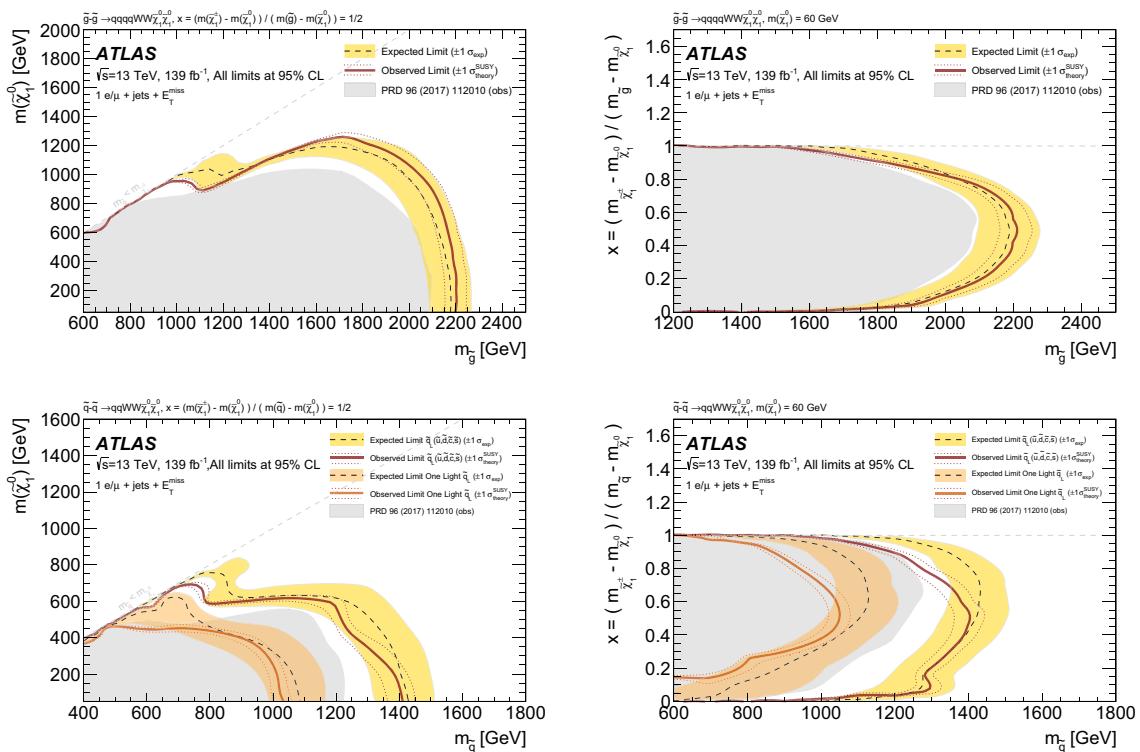 g̃-g̃ →qqqqWWχ̃₁⁰χ̃₁⁰, x = (m(χ̃₁±) - m(χ̃₁⁰) ) / ( m(g̃) - m(χ̃₁⁰) ) = 1/2
ATLAS
√s=13 TeV, 139 fb⁻¹, All limits at 95% CL
1 e/μ + jets + E_T^miss
Expected Limit (±1 σ_exp)
Observed Limit (±1 σ_theory^SUSY)
PRD 96 (2017) 112010 (obs)
m(χ̃₁⁰) [GeV]
2000
1800
1600
1400
1200
1000
800
600
400
200
600 800 1000 1200 1400 1600 1800 2000 2200 2400
m_g̃ [GeV]
g̃-g̃ →qqqqWWχ̃₁⁰χ̃₁⁰, m(χ̃₁⁰) = 60 GeV
ATLAS
√s=13 TeV, 139 fb⁻¹, All limits at 95% CL
1 e/μ + jets + E_T^miss
Expected Limit (±1 σ_exp)
Observed Limit (±1 σ_theory^SUSY)
PRD 96 (2017) 112010 (obs)
x = ( m_χ̃₁± - m_χ̃₁⁰ ) / ( m_g̃ - m_χ̃₁⁰ )
1.6
1.4
1.2
1
0.8
0.6
0.4
0.2
0
1200 1400 1600 1800 2000 2200 2400
m_g̃ [GeV]
q̃-q̃ →qqWWχ̃₁⁰χ̃₁⁰, x = (m(χ̃₁±) - m(χ̃₁⁰) ) / ( m(q̃) - m(χ̃₁⁰) ) = 1/2
ATLAS
√s=13 TeV, 139 fb⁻¹,All limits at 95% CL
1 e/μ + jets + E_T^miss
Expected Limit q̃_L (ũ,d̃,c̃,s̃) (±1 σ_exp)
Observed Limit q̃_L (ũ,d̃,c̃,s̃) (±1 σ_theory^SUSY)
Expected Limit One Light q̃_L (±1 σ_exp)
Observed Limit One Light q̃_L (±1 σ_theory^SUSY)
PRD 96 (2017) 112010 (obs)
m(χ̃₁⁰) [GeV]
1600
1400
1200
1000
800
600
400
200
400 600 800 1000 1200 1400 1600 1800
m_q̃ [GeV]
q̃-q̃ →qqWWχ̃₁⁰χ̃₁⁰, m(χ̃₁⁰) = 60 GeV
ATLAS
√s=13 TeV, 139 fb⁻¹, All limits at 95% CL
1 e/μ + jets + E_T^miss
Expected Limit q̃_L (ũ,d̃,c̃,s̃) (±1 σ_exp)
Observed Limit q̃_L (ũ,d̃,c̃,s̃) (±1 σ_theory^SUSY)
Expected Limit One Light q̃_L (±1 σ_exp)
Observed Limit One Light q̃_L (±1 σ_theory^SUSY)
PRD 96 (2017) 112010 (obs)
x = ( m_χ̃₁± - m_χ̃₁⁰ ) / ( m_q̃ - m_χ̃₁⁰ )
1.6
1.4
1.2
1
0.8
0.6
0.4
0.2
0
600 800 1000 1200 1400 1600 1800
m_q̃ [GeV]